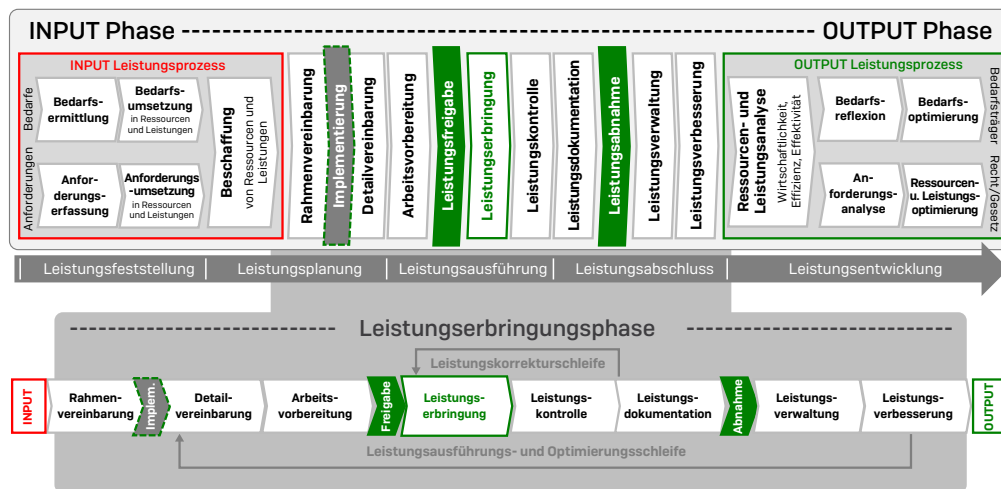 INPUT Phase
OUTPUT Phase
INPUT Leistungsprozess
Bedarfe
Bedarfs-
ermittlung
Bedarfs-
umsetzung
in Ressourcen
und Leistungen
Anforderungen
Anfor-
derungs-
erfassung
Anforderungs
-umsetzung
in Ressourcen
und Leistungen
Beschaffung
von Ressourcen und
Leistungen
Rahmenvereinbarung
Implementierung
Detailvereinbarung
Arbeitsvorbereitung
Leistungsfreigabe
Leistungserbringung
Leistungskontrolle
Leistungsdokumentation
Leistungsabnahme
Leistungsverwaltung
Leistungsverbesserung
OUTPUT Leistungsprozess
Ressourcen- und
Leistungsanalyse
Wirtschaftlichkeit,
Effizienz, Effektivität
Bedarfs-
reflexion
Bedarfs-
optimierung
Bedarfsträger
An-
forderungs-
analyse
Ressourcen-
u. Leistungs-
optimierung
Recht/Gesetz
Leistungsfeststellung
Leistungsplanung
Leistungsausführung
Leistungsabschluss
Leistungsentwicklung
Leistungserbringungsphase
Leistungskorrekturschleife
INPUT
Rahmen-
vereinbarung
Implem.
Detail-
vereinbarung
Arbeits-
vorbereitung
Freigabe
Leistungs-
erbringung
Leistungs-
kontrolle
Leistungs-
dokumentation
Abnahme
Leistungs-
verwaltung
Leistungs-
verbesserung
OUTPUT
Leistungsausführungs- und Optimierungsschleife